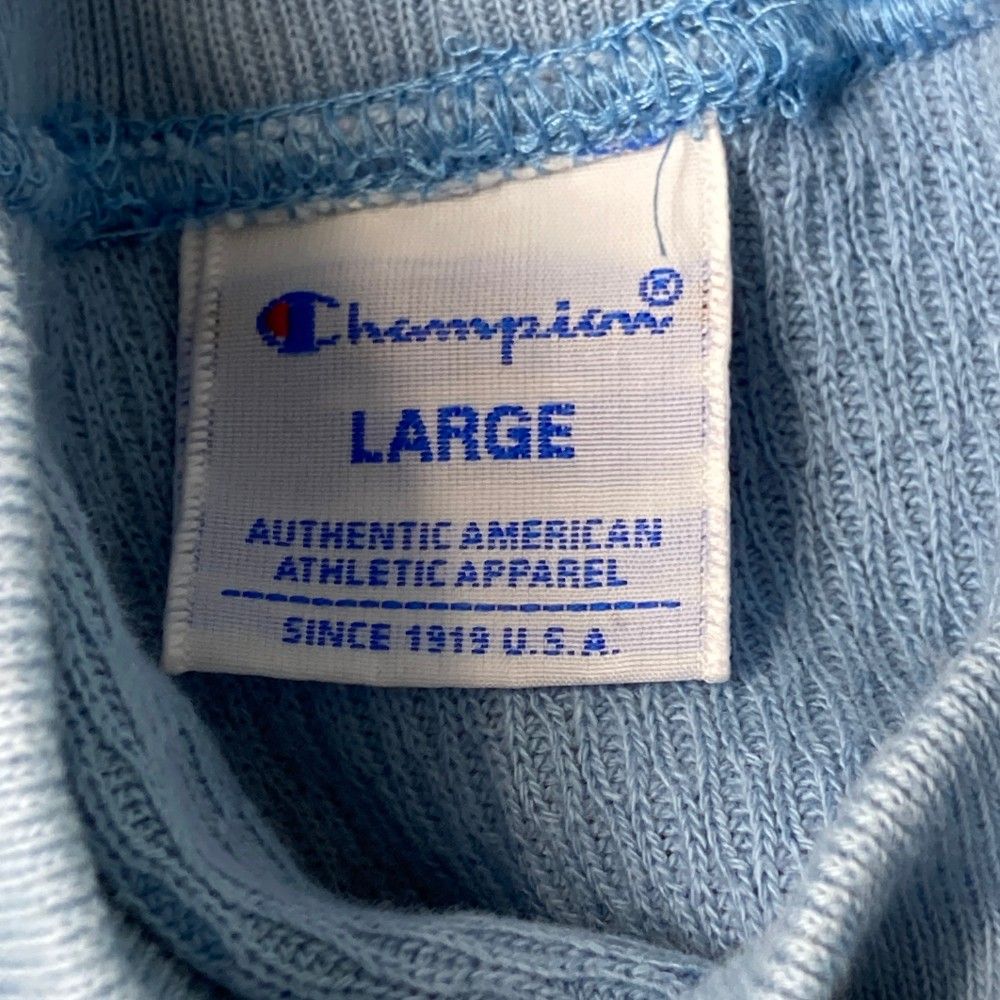 Champion®
LARGE
AUTHENTIC AMERICAN
ATHLETIC APPAREL
SINCE 1919 U.S.A.